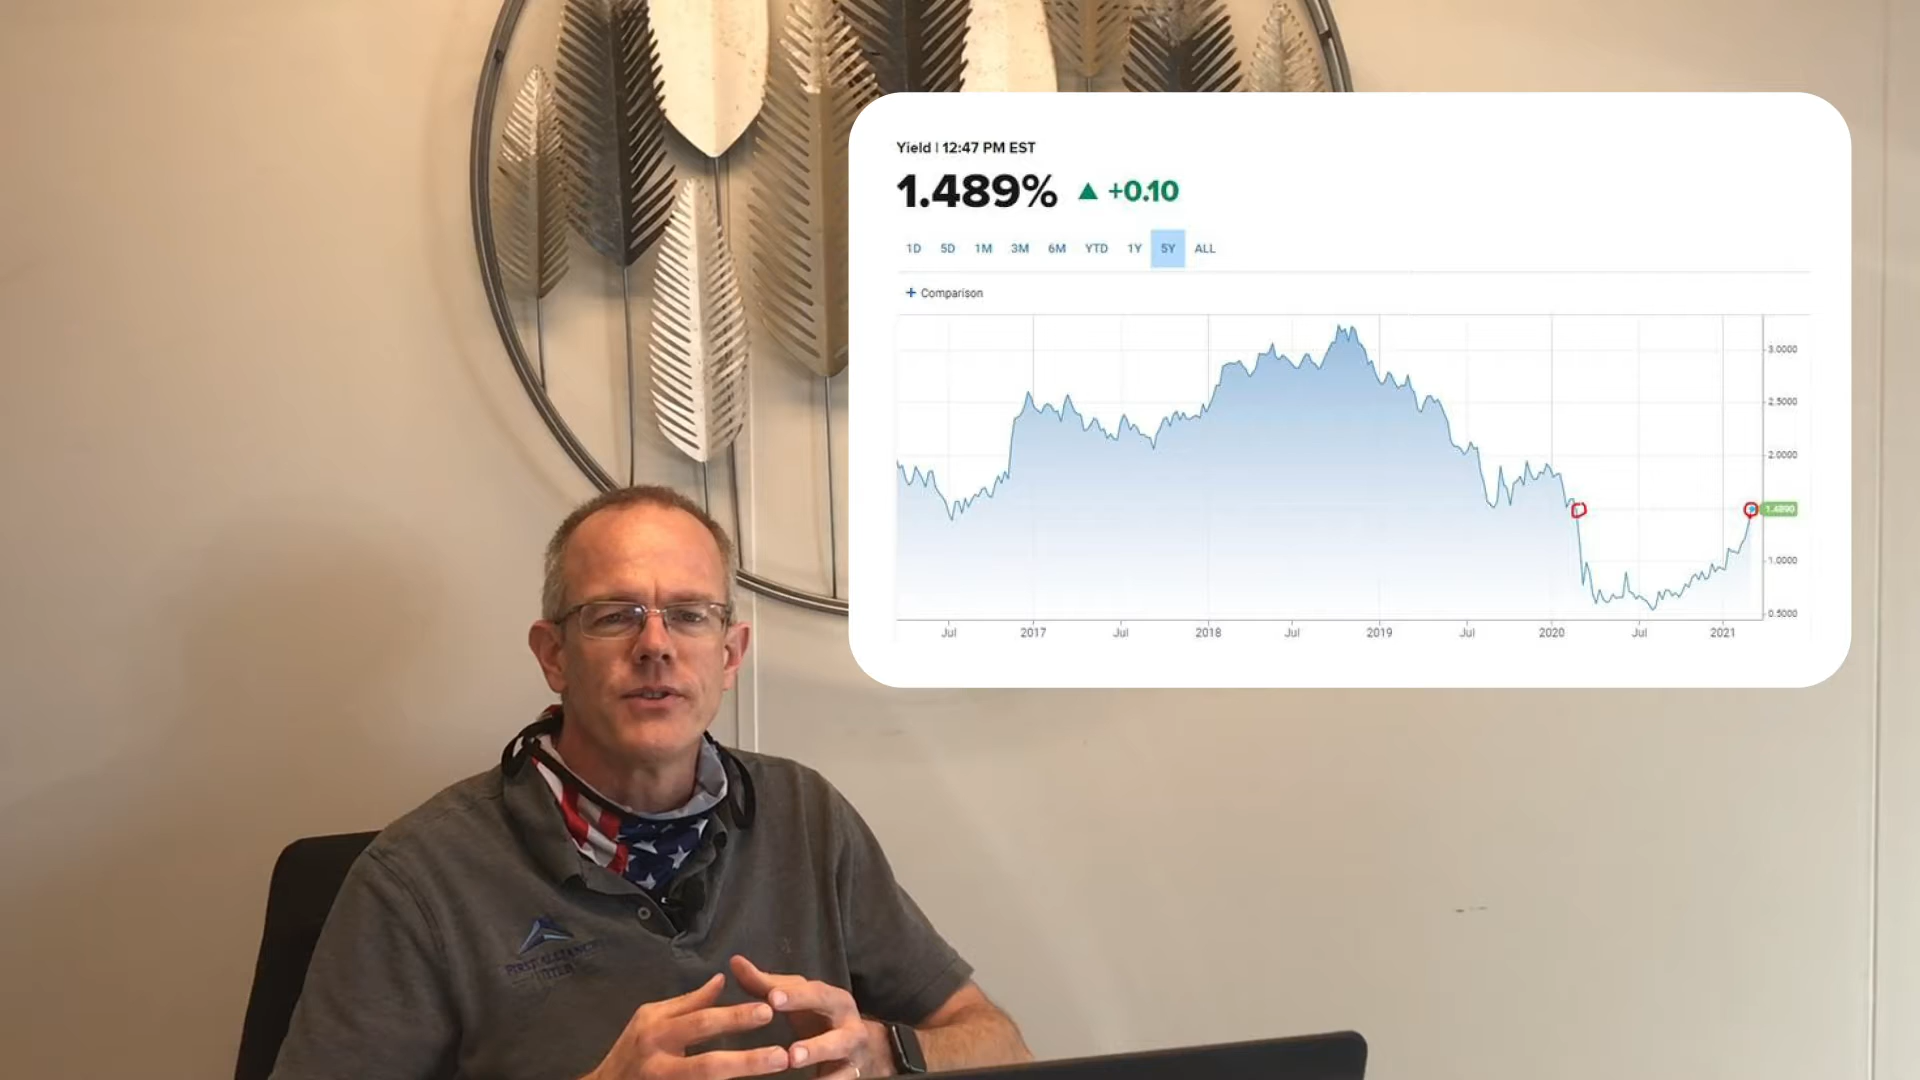 Yield | 12:47 PM EST
1.489% ▲ +0.10
1D 5D 1M 3M 6M YTD 1Y 5Y ALL
+ Comparison
3.0000
2.5000
2.0000
1.4890
1.0000
0.5000
Jul 2017 Jul 2018 Jul 2019 Jul 2020 Jul 2021
FIRST ALLIANCE